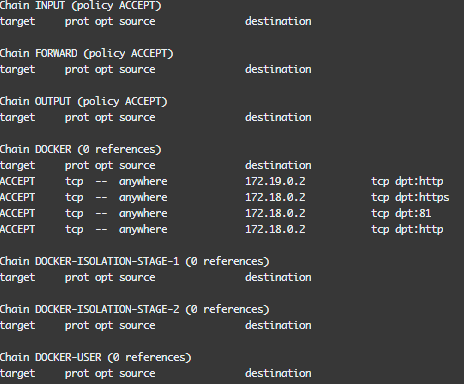 Chain INPUT (policy ACCEPT)
target prot opt source destination
Chain FORWARD (policy ACCEPT)
target prot opt source destination
Chain OUTPUT (policy ACCEPT)
target prot opt source destination
Chain DOCKER (0 references)
target prot opt source destination
ACCEPT tcp -- anywhere 172.19.0.2 tcp dpt:http
ACCEPT tcp -- anywhere 172.18.0.2 tcp dpt:https
ACCEPT tcp -- anywhere 172.18.0.2 tcp dpt:81
ACCEPT tcp -- anywhere 172.18.0.2 tcp dpt:http
Chain DOCKER-ISOLATION-STAGE-1 (0 references)
target prot opt source destination
Chain DOCKER-ISOLATION-STAGE-2 (0 references)
target prot opt source destination
Chain DOCKER-USER (0 references)
target prot opt source destination